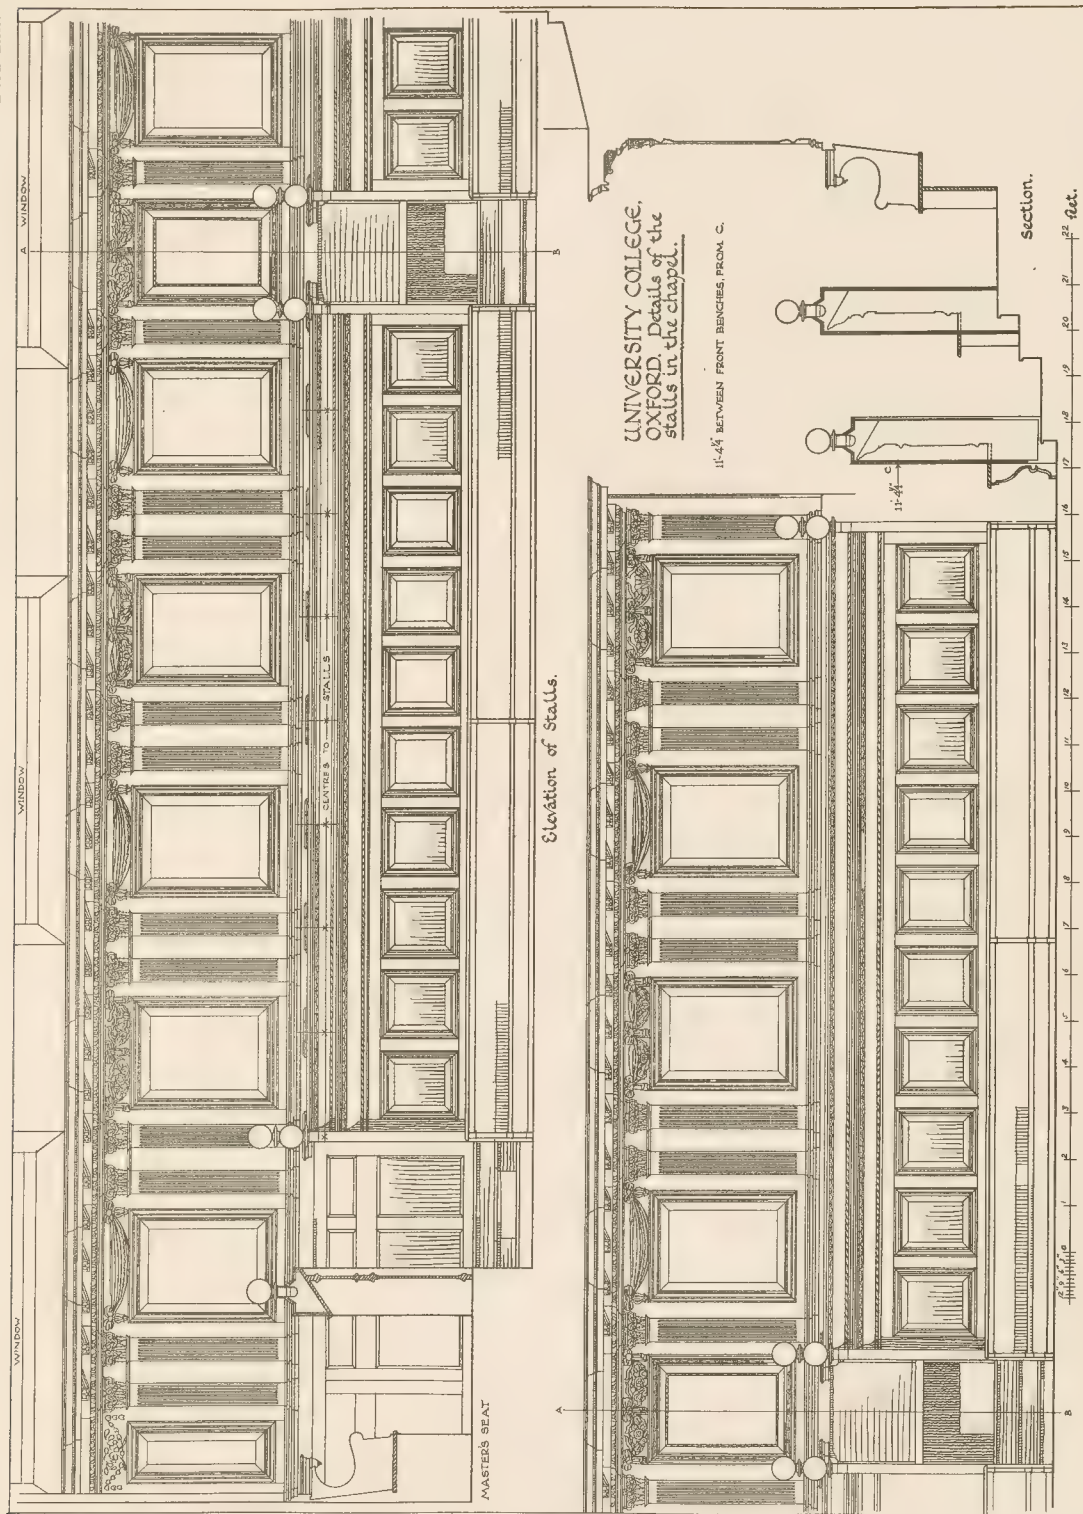 WINDOW
WINDOW
WINDOW
A
B
CENTRES TO STALLS
MASTER'S SEAT
Elevation of Stalls.
UNIVERSITY COLLEGE,
OXFORD. Details of the
stalls in the chapel.
11'-4¼" BETWEEN FRONT BENCHES, FROM C.
11'-4¼"
C
Section.
A
B
12" 9" 6" 3" 0 1 2 3 4 5 6 7 8 9 10 11 12 13 14 15 16 17 18 19 20 21 22 feet.